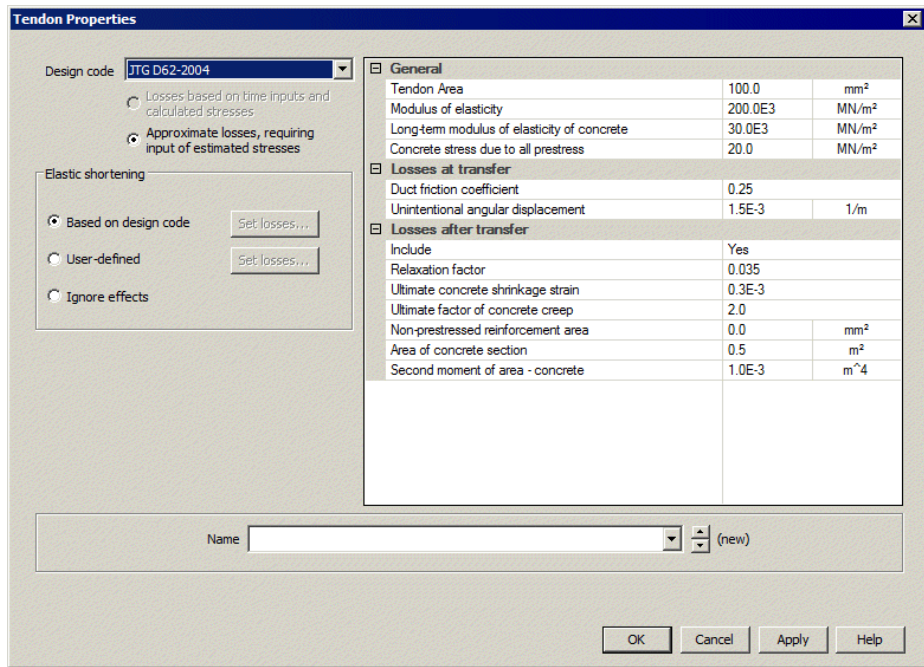 Tendon Properties
Design code JTG D62-2004
Losses based on time inputs and
calculated stresses
Approximate losses, requiring
input of estimated stresses
Elastic shortening
Based on design code Set losses...
User-defined Set losses...
Ignore effects
General
Tendon Area 100.0 mm²
Modulus of elasticity 200.0E3 MN/m²
Long-term modulus of elasticity of concrete 30.0E3 MN/m²
Concrete stress due to all prestress 20.0 MN/m²
Losses at transfer
Duct friction coefficient 0.25
Unintentional angular displacement 1.5E-3 1/m
Losses after transfer
Include Yes
Relaxation factor 0.035
Ultimate concrete shrinkage strain 0.3E-3
Ultimate factor of concrete creep 2.0
Non-prestressed reinforcement area 0.0 mm²
Area of concrete section 0.5 m²
Second moment of area - concrete 1.0E-3 m^4
Name (new)
OK Cancel Apply Help